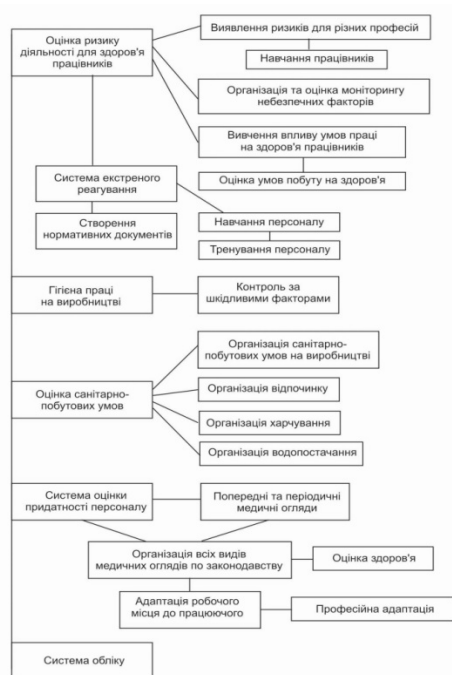 Оцінка ризику
діяльності для здоров'я
працівників
Виявлення ризиків для різних професій
Навчання працівників
Організація та оцінка моніторингу
небезпечних факторів
Вивчення впливу умов праці
на здоров'я працівників
Оцінка умов побуту на здоров'я
Система екстреного
реагування
Створення
нормативних документів
Навчання персоналу
Тренування персоналу
Гігієна праці
на виробництві
Контроль за
шкідливими факторами
Оцінка санітарно-
побутових умов
Організація санітарно-
побутових умов на виробництві
Організація відпочинку
Організація харчування
Організація водопостачання
Система оцінки
придатності персоналу
Попередні та періодичні
медичні огляди
Організація всіх видів
медичних оглядів по законодавству
Оцінка здоров'я
Адаптація робочого
місця до працюючого
Професійна адаптація
Система обліку